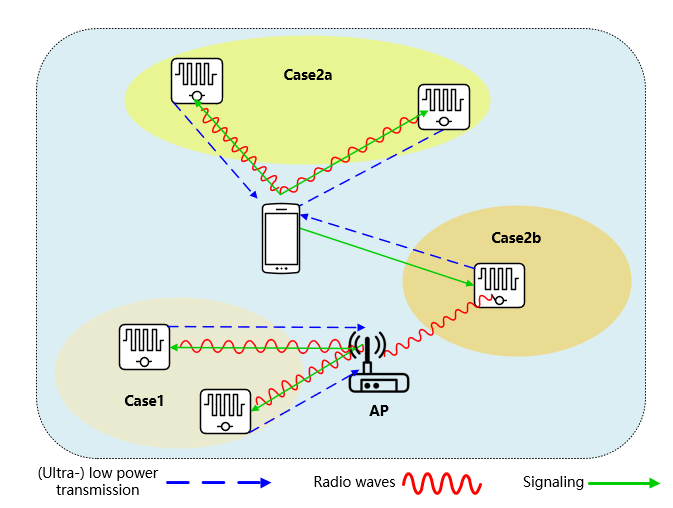 Case2a
Case2b
Case1
AP
(Ultra-) low power
transmission
Radio waves
Signaling